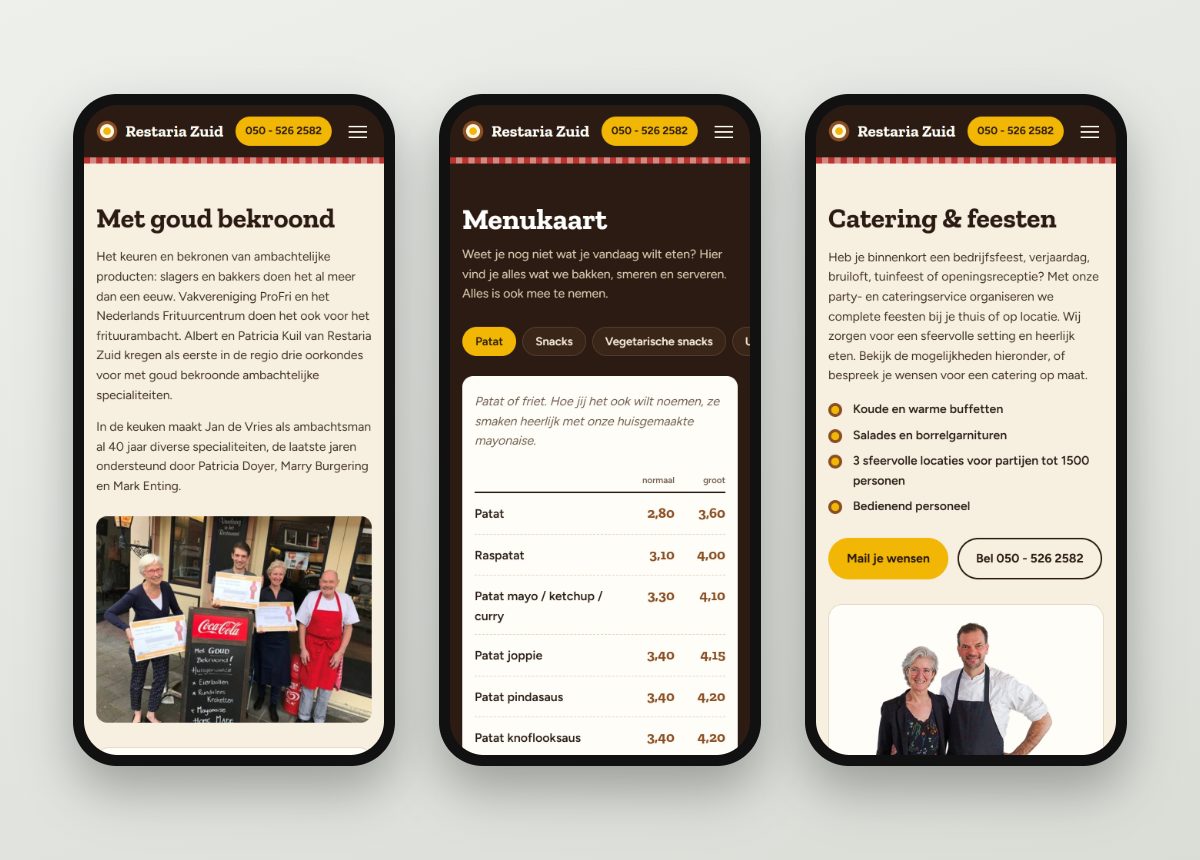 Restaria Zuid
050 - 526 2582
Met goud bekroond
Het keuren en bekronen van ambachtelijke
producten: slagers en bakkers doen het al meer
dan een eeuw. Vakvereniging ProFri en het
Nederlands Frituurcentrum doen het ook voor het
frituurambacht. Albert en Patricia Kuil van Restaria
Zuid kregen als eerste in de regio drie oorkondes
voor met goud bekroonde ambachtelijke
specialiteiten.
In de keuken maakt Jan de Vries als ambachtsman
al 40 jaar diverse specialiteiten, de laatste jaren
ondersteund door Patricia Doyer, Marry Burgering
en Mark Enting.
Coca-Cola
Met GOUD
Bekroond!
Eierballen
Rundvlees
Kroketten
Mayonaise
HOME MADE
Restaria Zuid
050 - 526 2582
Menukaart
Weet je nog niet wat je vandaag wilt eten? Hier
vind je alles wat we bakken, smeren en serveren.
Alles is ook mee te nemen.
Patat
Snacks
Vegetarische snacks
Patat of friet. Hoe jij het ook wilt noemen, ze
smaken heerlijk met onze huisgemaakte
mayonaise.
normaal groot
Patat 2,80 3,60
Raspatat 3,10 4,00
Patat mayo / ketchup / 3,30 4,10
curry
Patat joppie 3,40 4,15
Patat pindasaus 3,40 4,20
Patat knoflooksaus 3,40 4,20
Restaria Zuid
050 - 526 2582
Catering & feesten
Heb je binnenkort een bedrijfsfeest, verjaardag,
bruiloft, tuinfeest of openingsreceptie? Met onze
party- en cateringservice organiseren we
complete feesten bij je thuis of op locatie. Wij
zorgen voor een sfeervolle setting en heerlijk
eten. Bekijk de mogelijkheden hieronder, of
bespreek je wensen voor een catering op maat.
Koude en warme buffetten
Salades en borrelgarnituren
3 sfeervolle locaties voor partijen tot 1500
personen
Bedienend personeel
Mail je wensen
Bel 050 - 526 2582